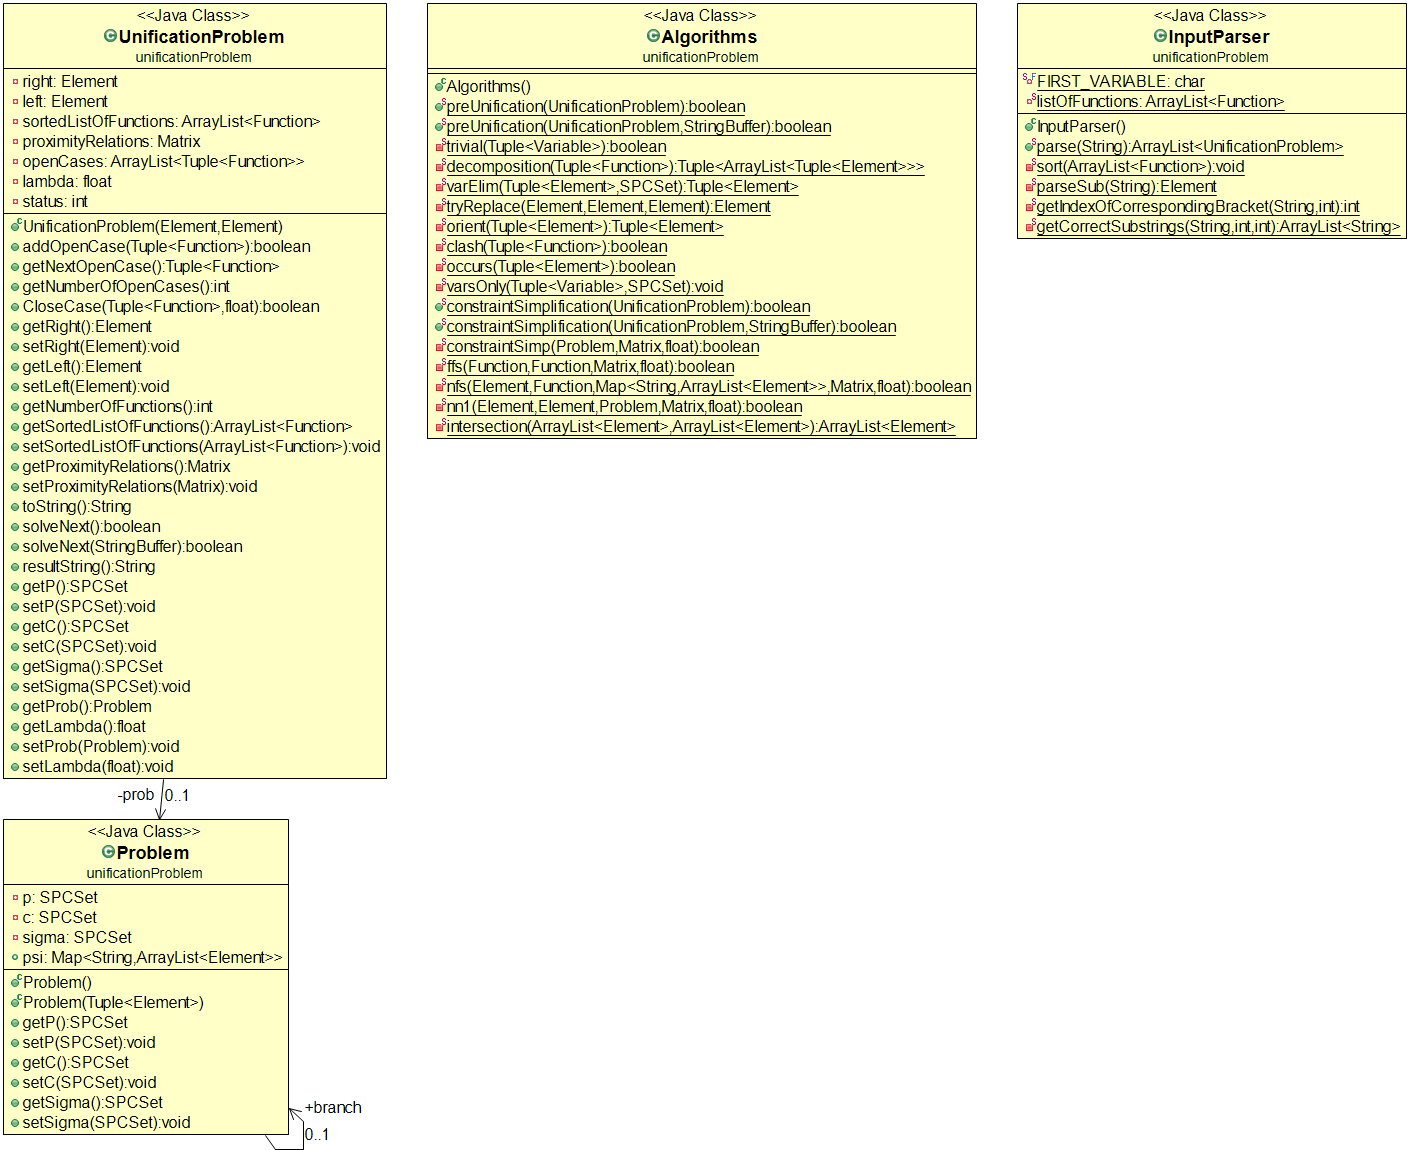 <<Java Class>>
UnificationProblem
unificationProblem
right: Element
left: Element
sortedListOfFunctions: ArrayList<Function>
proximityRelations: Matrix
openCases: ArrayList<Tuple<Function>>
lambda: float
status: int
UnificationProblem(Element,Element)
addOpenCase(Tuple<Function>):boolean
getNextOpenCase():Tuple<Function>
getNumberOfOpenCases():int
CloseCase(Tuple<Function>,float):boolean
getRight():Element
setRight(Element):void
getLeft():Element
setLeft(Element):void
getNumberOfFunctions():int
getSortedListOfFunctions():ArrayList<Function>
setSortedListOfFunctions(ArrayList<Function>):void
getProximityRelations():Matrix
setProximityRelations(Matrix):void
toString():String
solveNext():boolean
solveNext(StringBuffer):boolean
resultString():String
getP():SPCSet
setP(SPCSet):void
getC():SPCSet
setC(SPCSet):void
getSigma():SPCSet
setSigma(SPCSet):void
getProb():Problem
getLambda():float
setProb(Problem):void
setLambda(float):void
-prob 0..1
<<Java Class>>
Problem
unificationProblem
p: SPCSet
c: SPCSet
sigma: SPCSet
psi: Map<String,ArrayList<Element>>
Problem()
Problem(Tuple<Element>)
getP():SPCSet
setP(SPCSet):void
getC():SPCSet
setC(SPCSet):void
getSigma():SPCSet
setSigma(SPCSet):void
+branch
0..1
<<Java Class>>
Algorithms
unificationProblem
Algorithms()
preUnification(UnificationProblem):boolean
preUnification(UnificationProblem,StringBuffer):boolean
trivial(Tuple<Variable>):boolean
decomposition(Tuple<Function>):Tuple<ArrayList<Tuple<Element>>>
varElim(Tuple<Element>,SPCSet):Tuple<Element>
tryReplace(Element,Element,Element):Element
orient(Tuple<Element>):Tuple<Element>
clash(Tuple<Function>):boolean
occurs(Tuple<Element>):boolean
varsOnly(Tuple<Variable>,SPCSet):void
constraintSimplification(UnificationProblem):boolean
constraintSimplification(UnificationProblem,StringBuffer):boolean
constraintSimp(Problem,Matrix,float):boolean
ffs(Function,Function,Matrix,float):boolean
nfs(Element,Function,Map<String,ArrayList<Element>>,Matrix,float):boolean
nn1(Element,Element,Problem,Matrix,float):boolean
intersection(ArrayList<Element>,ArrayList<Element>):ArrayList<Element>
<<Java Class>>
InputParser
unificationProblem
FIRST_VARIABLE: char
listOfFunctions: ArrayList<Function>
InputParser()
parse(String):ArrayList<UnificationProblem>
sort(ArrayList<Function>):void
parseSub(String):Element
getIndexOfCorrespondingBracket(String,int):int
getCorrectSubstrings(String,int,int):ArrayList<String>